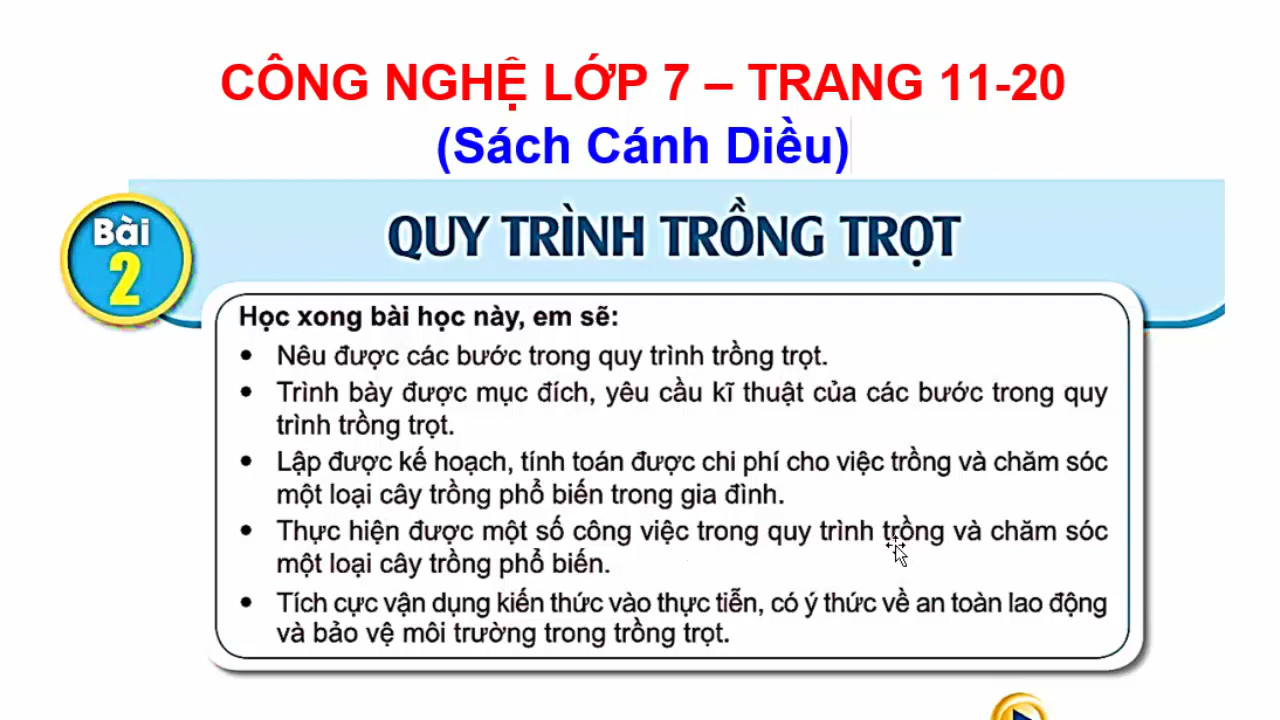 CÔNG NGHỆ LỚP 7 – TRANG 11-20
(Sách Cánh Diều)
Bài
2
QUY TRÌNH TRỒNG TRỌT
Học xong bài học này, em sẽ:
• Nêu được các bước trong quy trình trồng trọt.
• Trình bày được mục đích, yêu cầu kĩ thuật của các bước trong quy
trình trồng trọt.
• Lập được kế hoạch, tính toán được chi phí cho việc trồng và chăm sóc
một loại cây trồng phổ biến trong gia đình.
• Thực hiện được một số công việc trong quy trình trồng và chăm sóc
một loại cây trồng phổ biến.
• Tích cực vận dụng kiến thức vào thực tiễn, có ý thức về an toàn lao động
và bảo vệ môi trường trong trồng trọt.